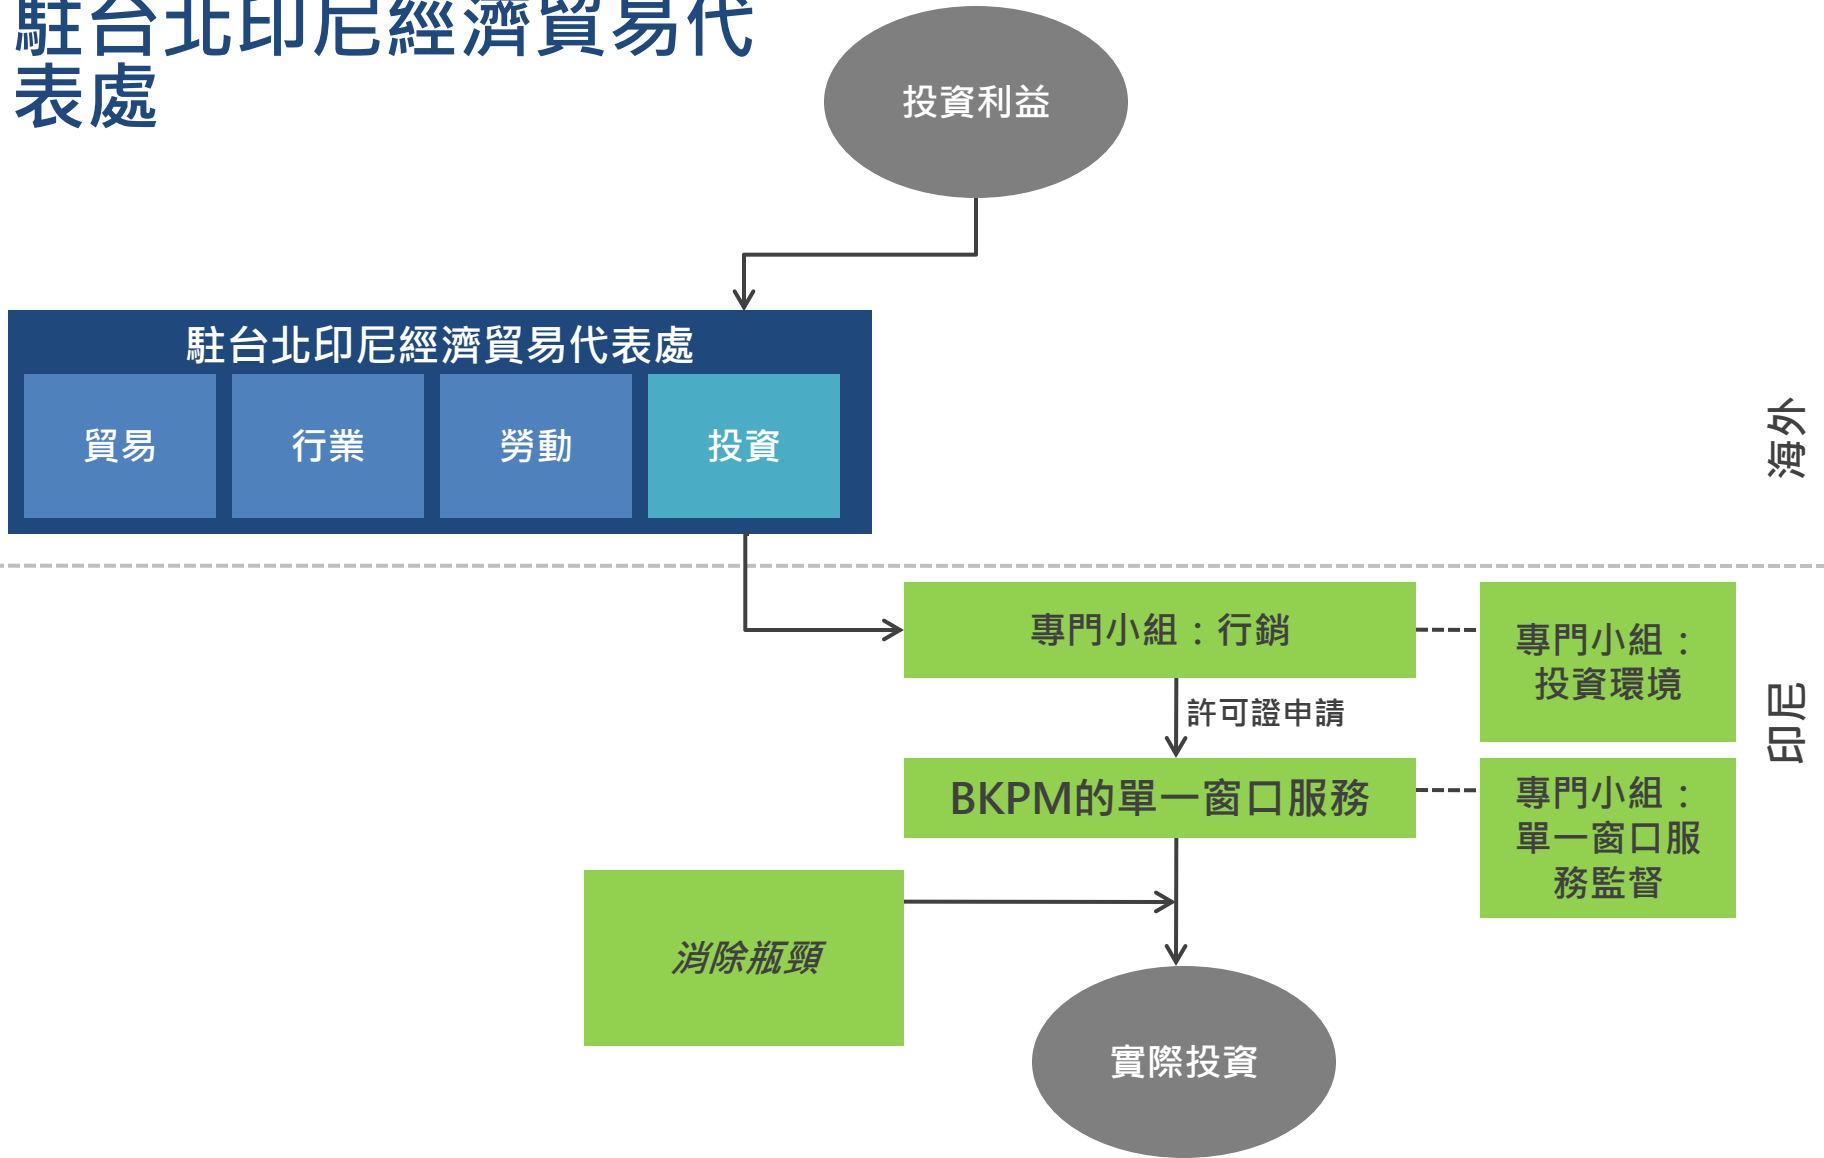 駐台北印尼經濟貿易代
表處
投資利益
駐台北印尼經濟貿易代表處
貿易
行業
勞動
投資
海外
專門小組：行銷
專門小組：
投資環境
許可證申請
印尼
BKPM的單一窗口服務
專門小組：
單一窗口服
務監督
消除瓶頸
實際投資